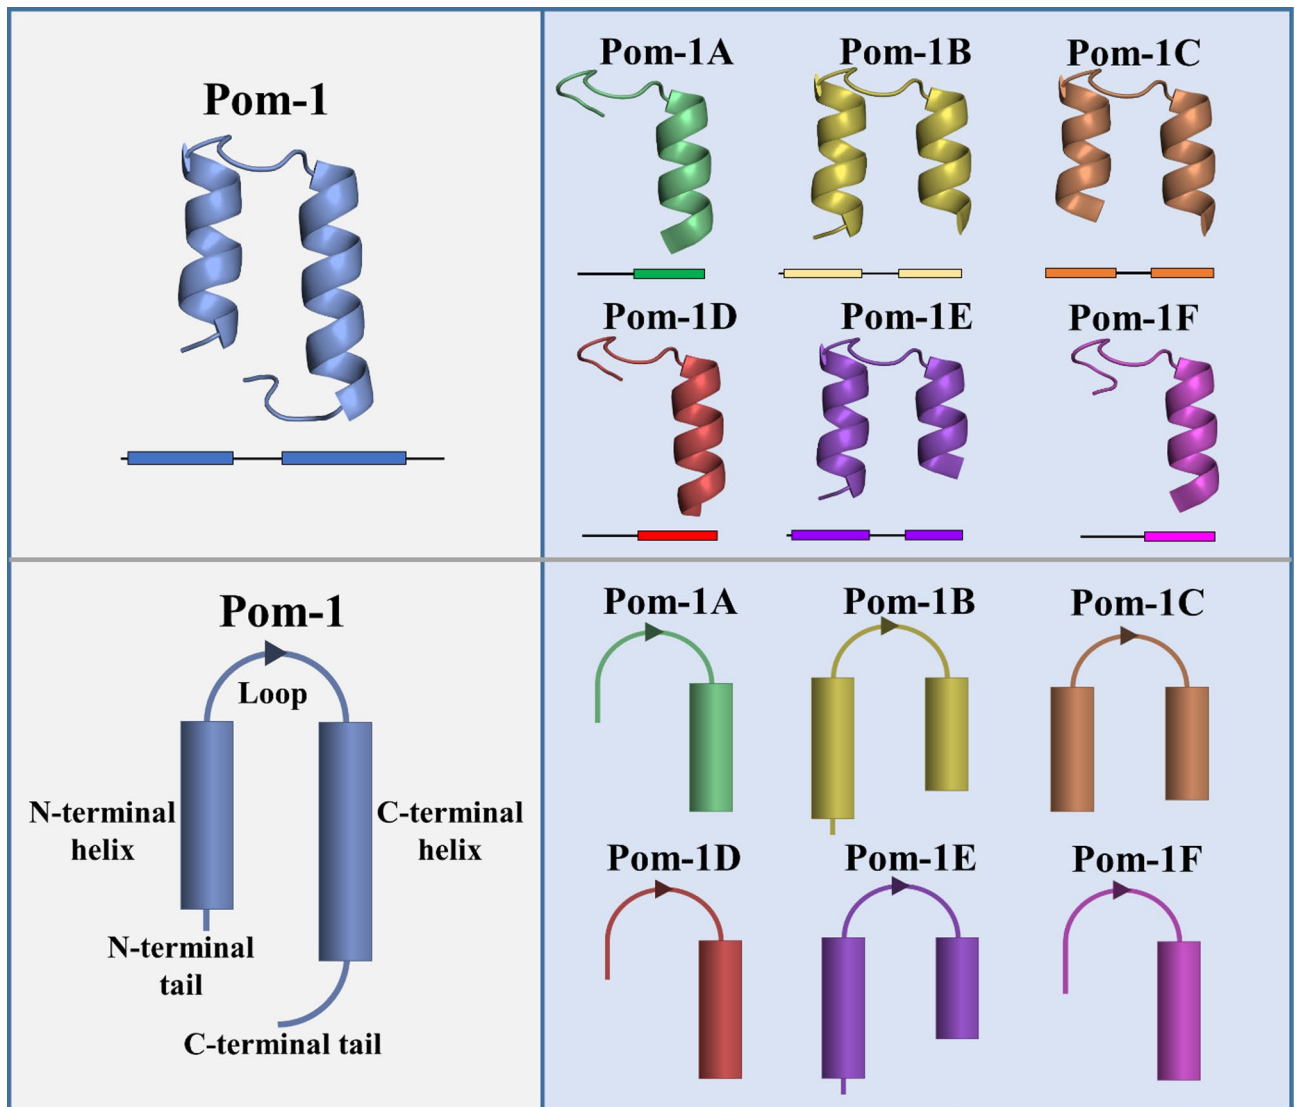 Pom-1
Pom-1A
Pom-1B
Pom-1C
Pom-1D
Pom-1E
Pom-1F
Pom-1
Loop
N-terminal
helix
C-terminal
helix
N-terminal
tail
C-terminal tail
Pom-1A
Pom-1B
Pom-1C
Pom-1D
Pom-1E
Pom-1F